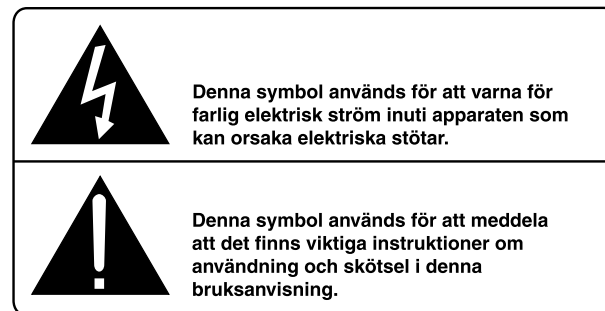 Denna symbol används för att varna för
farlig elektrisk ström inuti apparaten som
kan orsaka elektriska stötar.
Denna symbol används för att meddela
att det finns viktiga instruktioner om
användning och skötsel i denna
bruksanvisning.